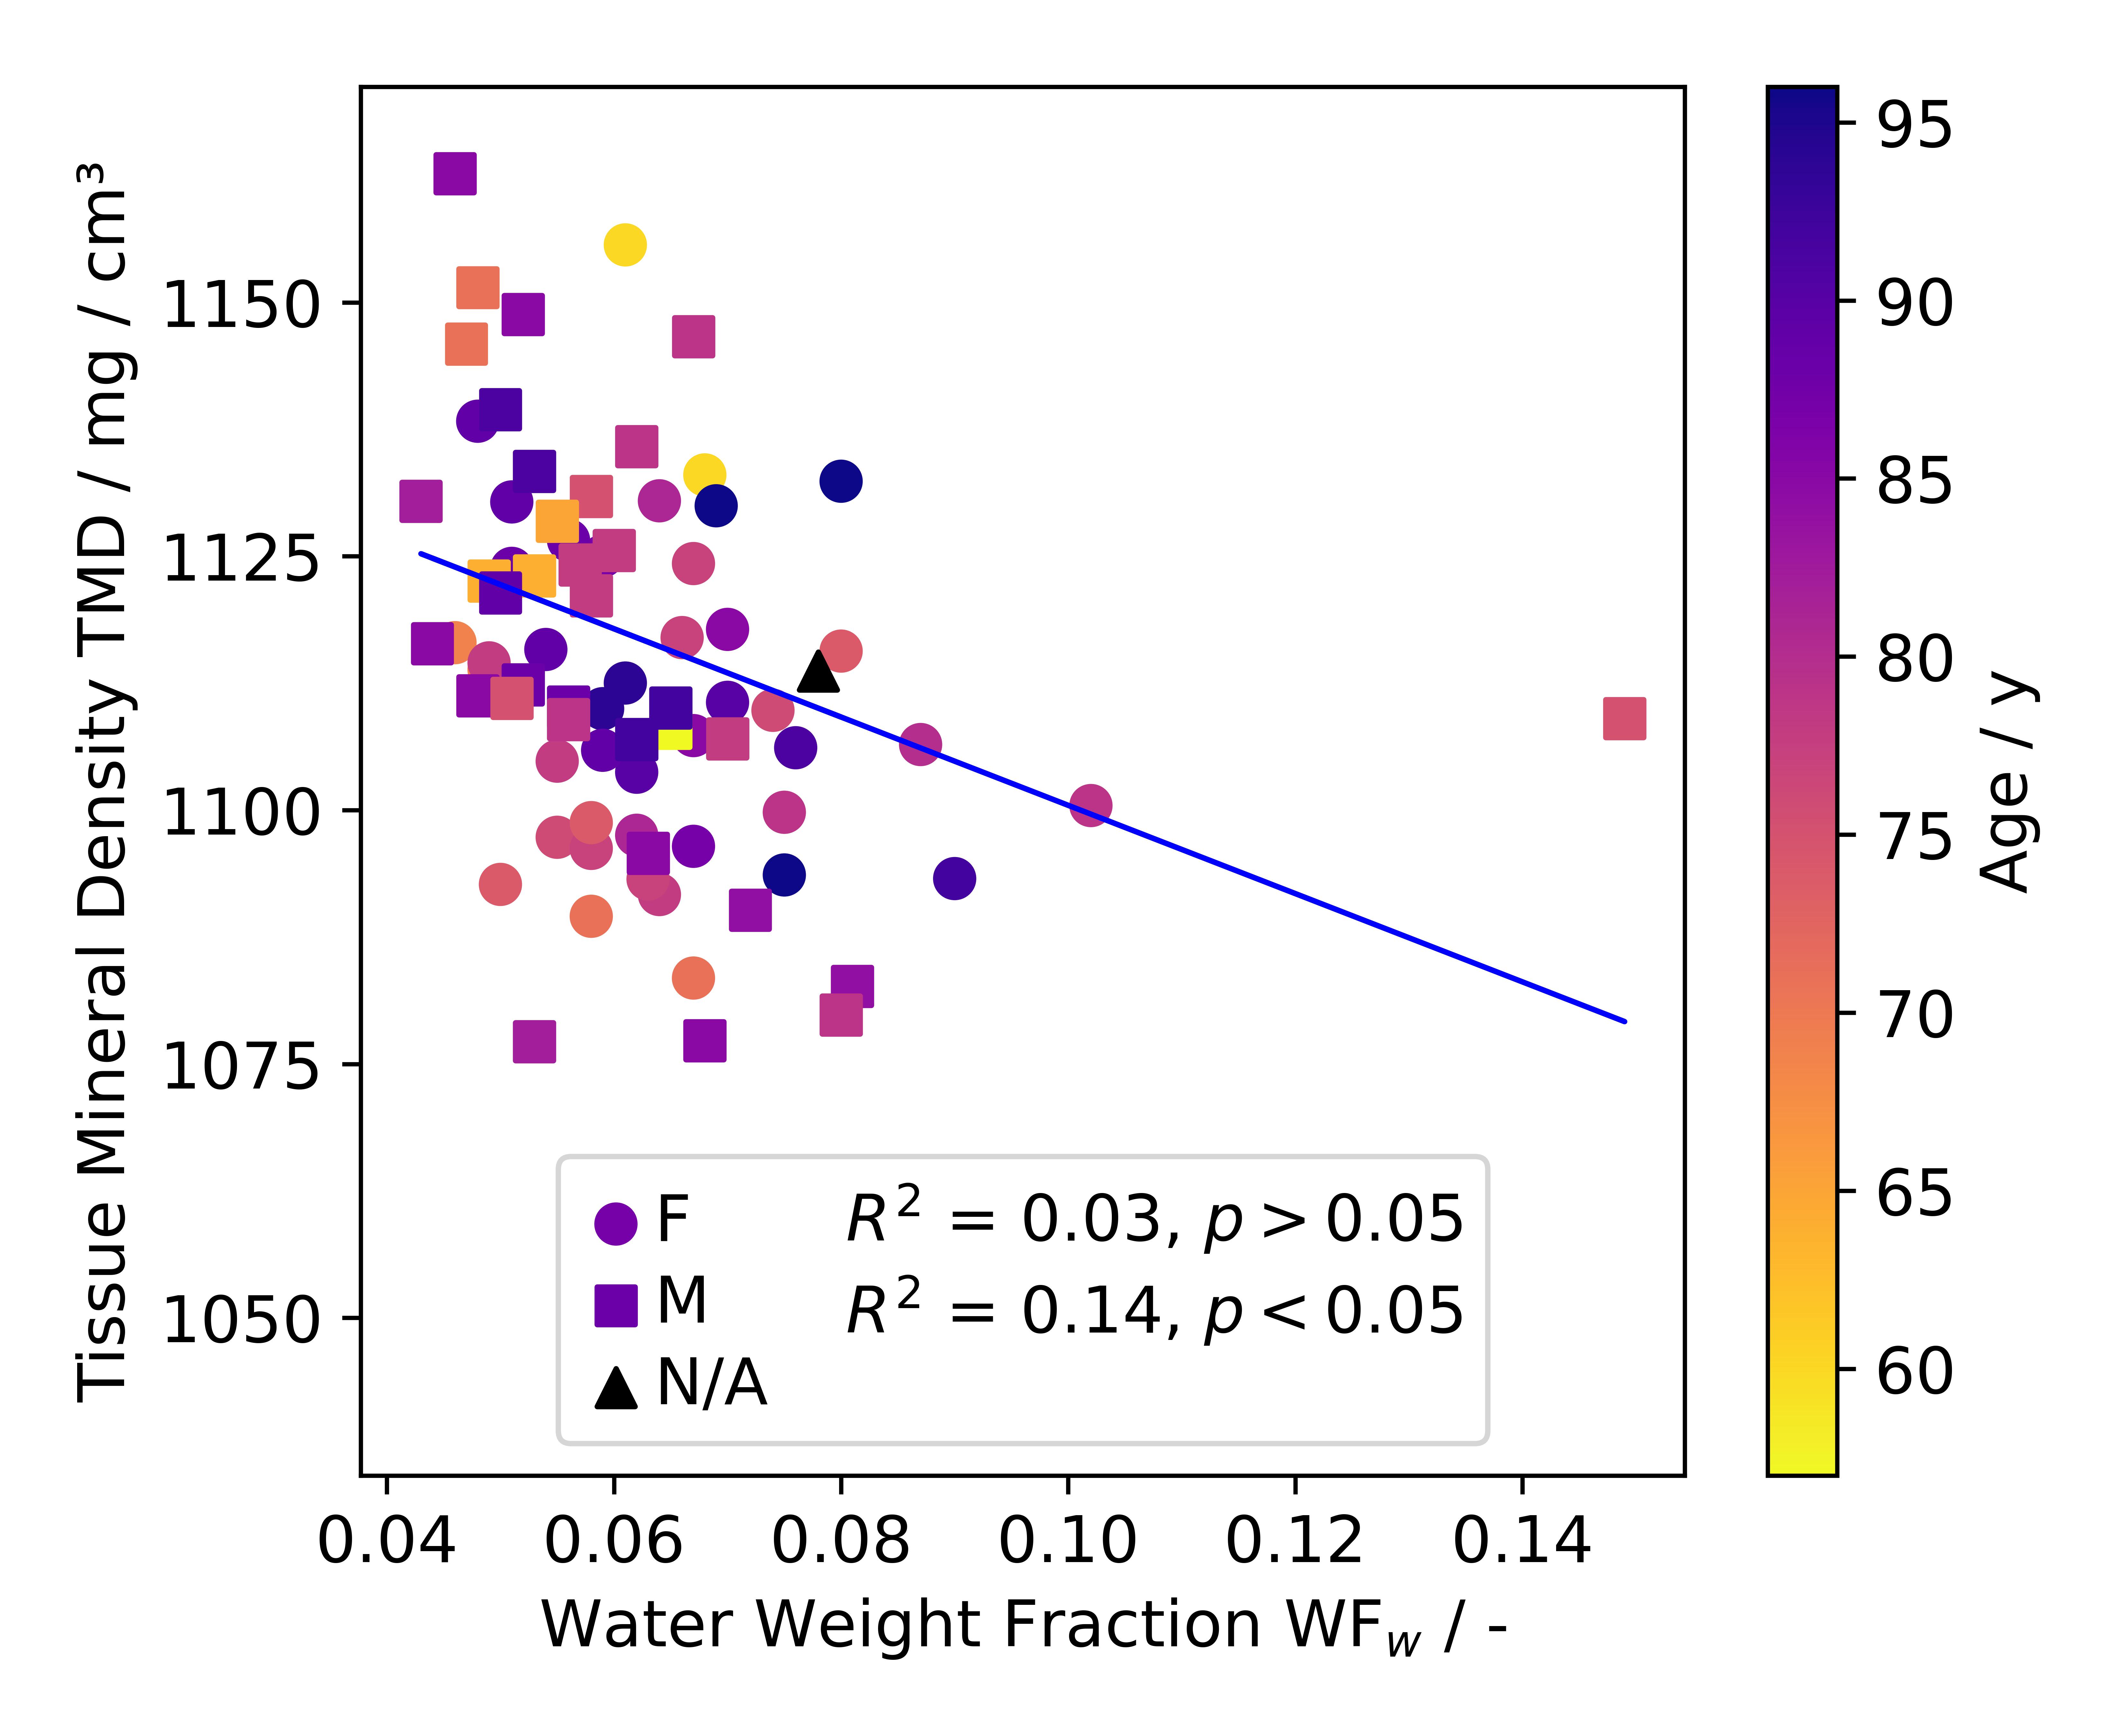 Tissue Mineral Density TMD / mg / cm³
1150
1125
1100
1075
1050
F R² = 0.03, p > 0.05
M R² = 0.14, p < 0.05
N/A
0.04 0.06 0.08 0.10 0.12 0.14
Water Weight Fraction WF_w / -
95
90
85
80
75
70
65
60
Age / y